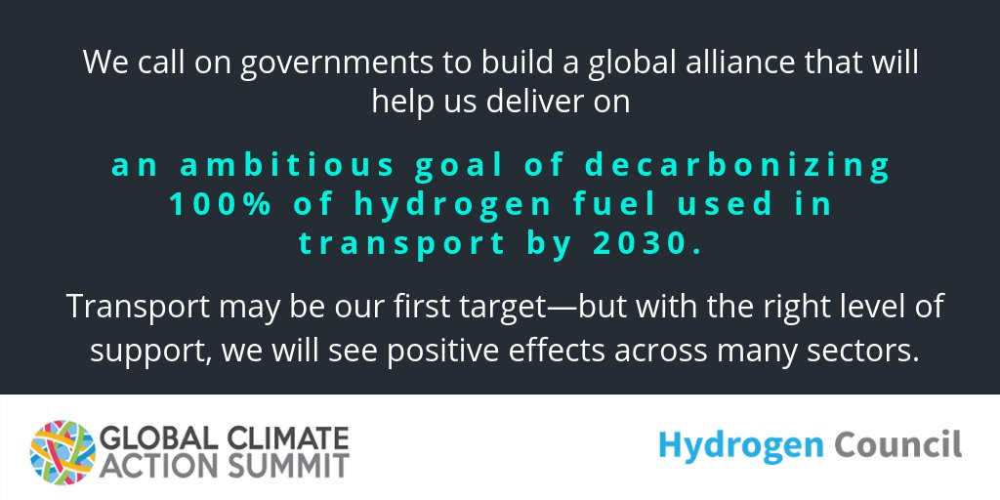 We call on governments to build a global alliance that will
help us deliver on
an ambitious goal of decarbonizing
100% of hydrogen fuel used in
transport by 2030.
Transport may be our first target—but with the right level of
support, we will see positive effects across many sectors.
GLOBAL CLIMATE
ACTION SUMMIT
Hydrogen Council